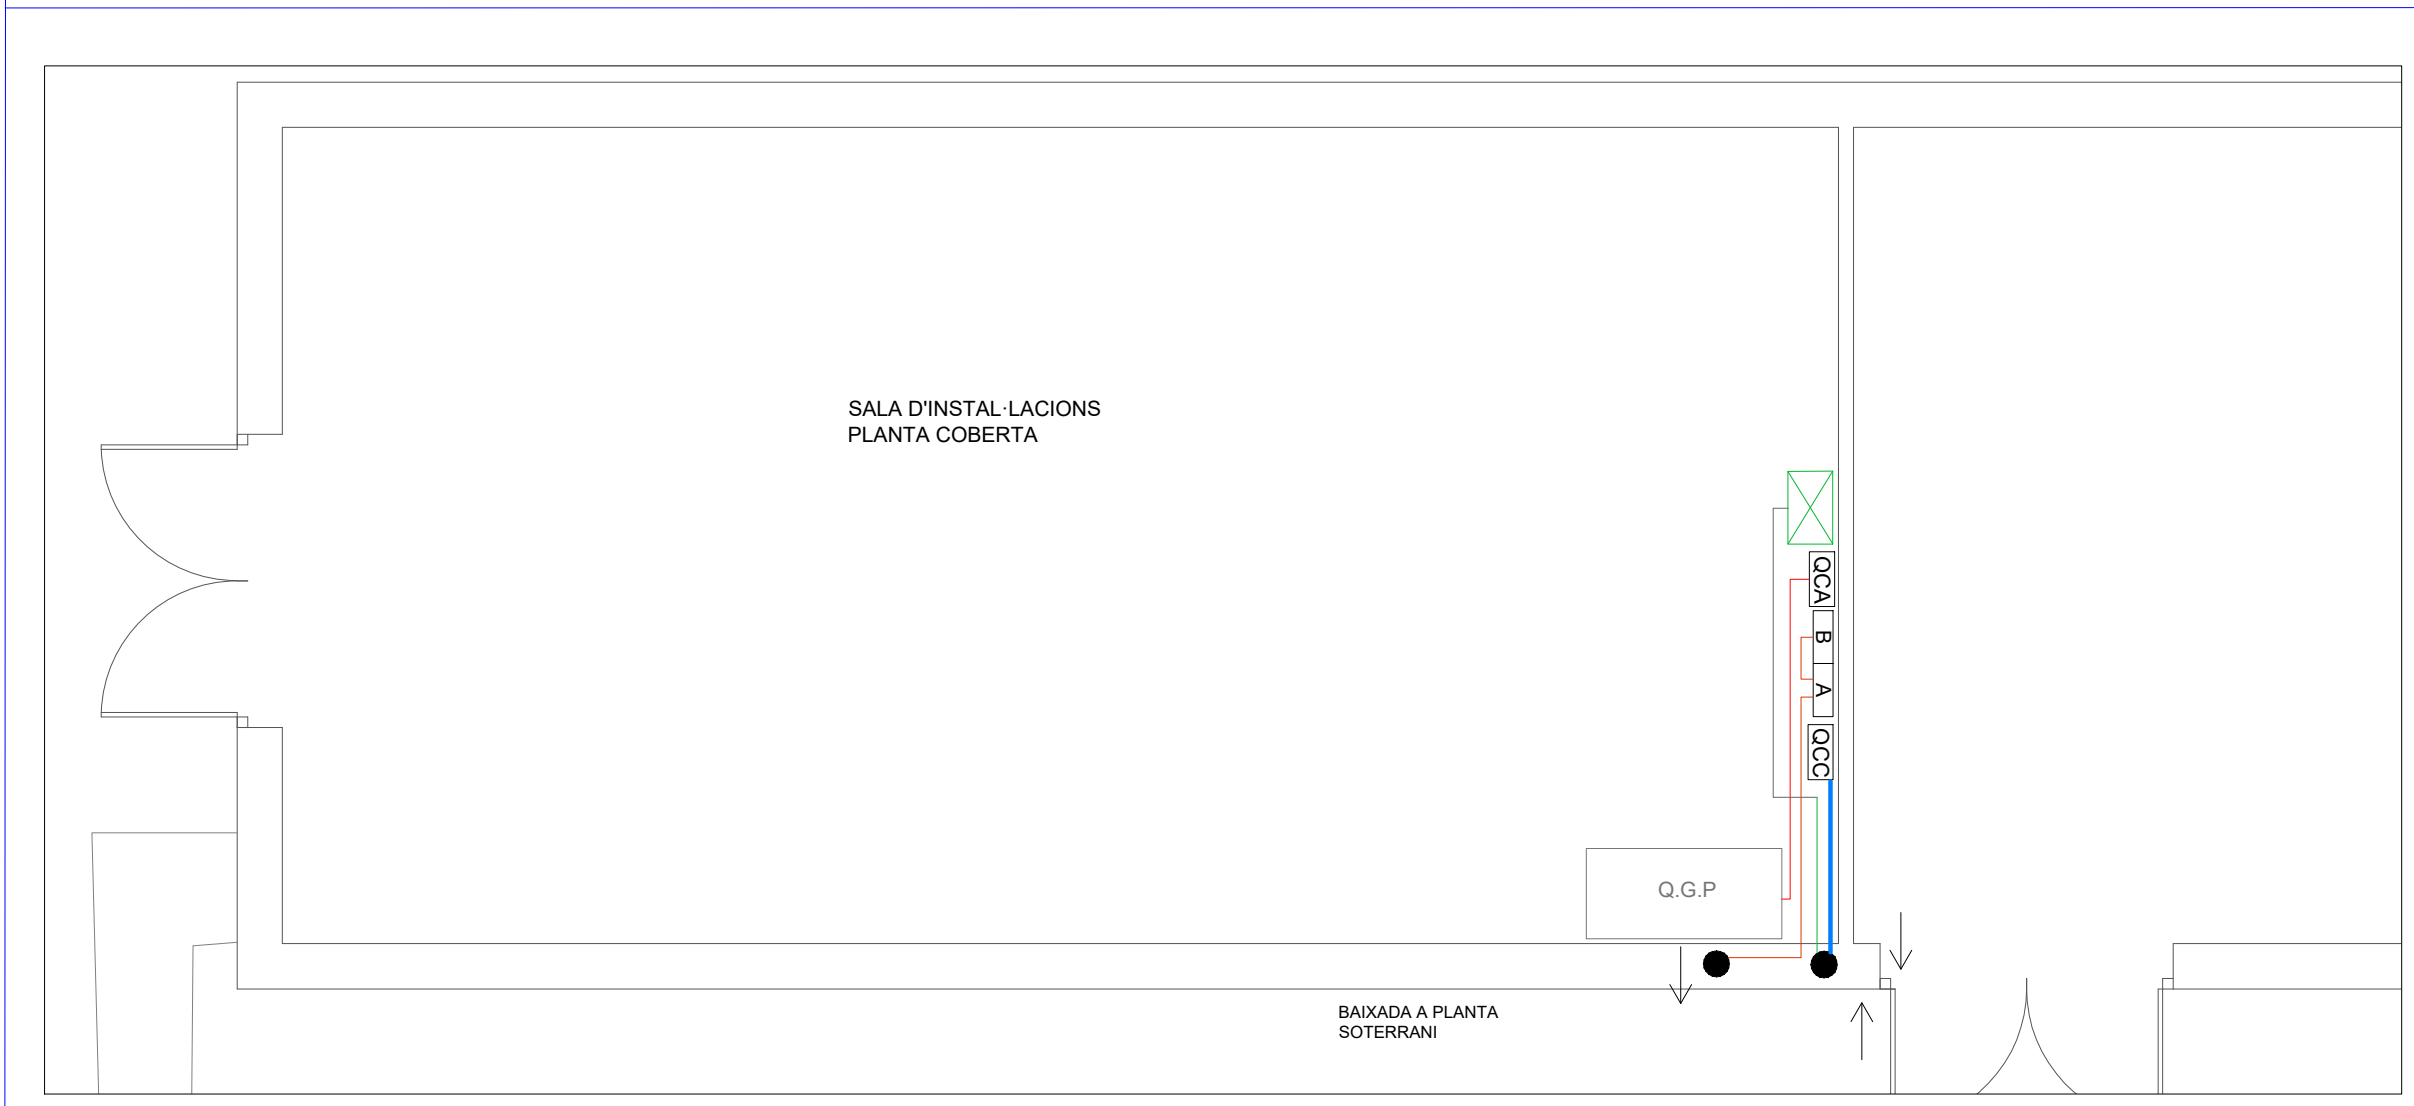 SALA D'INSTAL·LACIONS
PLANTA COBERTA
QCA
B
A
QCC
Q.G.P
BAIXADA A PLANTA
SOTERRANI